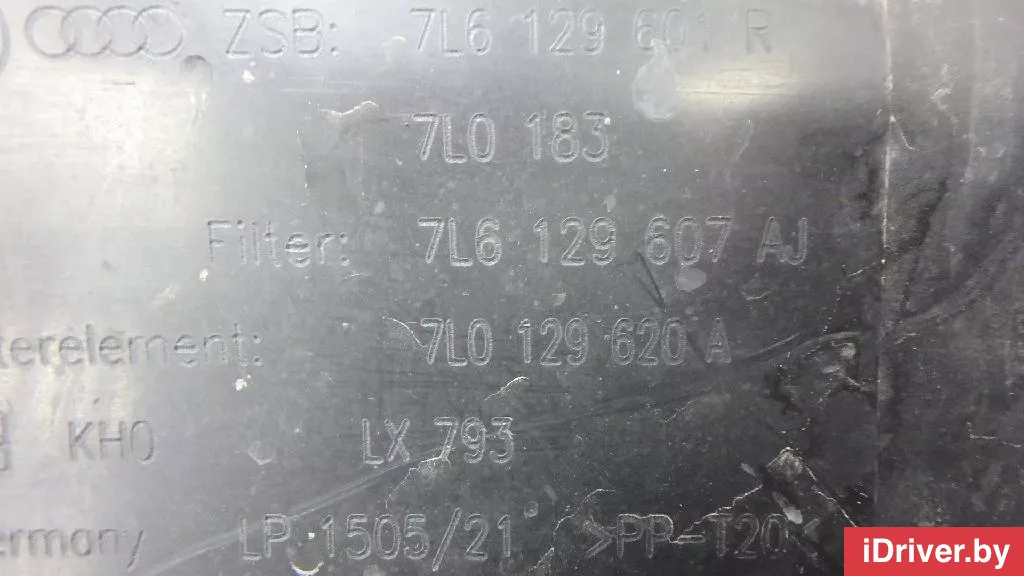 ZSB: 7L6 129 601 R
7L0 183
Filter: 7L6 129 607 AJ
terelement: 7L0 129 620 A
KHO LX 793
ermany LP 1505/21 >PP-T20<
iDriver.by